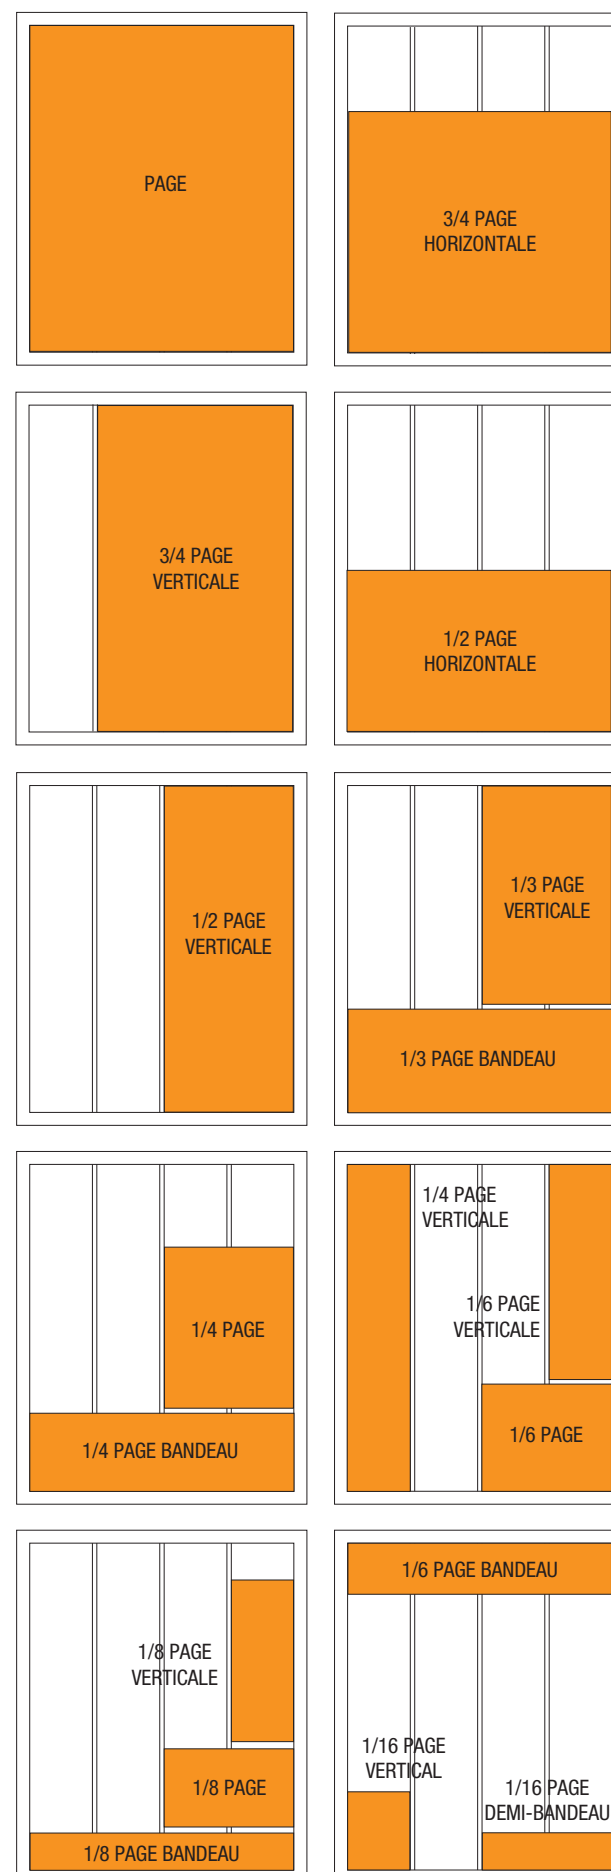 PAGE
3/4 PAGE
HORIZONTALE
3/4 PAGE
VERTICALE
1/2 PAGE
HORIZONTALE
1/2 PAGE
VERTICALE
1/3 PAGE
VERTICALE
1/3 PAGE BANDEAU
1/4 PAGE
1/4 PAGE BANDEAU
1/4 PAGE
VERTICALE
1/6 PAGE
VERTICALE
1/6 PAGE
1/8 PAGE
VERTICALE
1/8 PAGE
1/8 PAGE BANDEAU
1/6 PAGE BANDEAU
1/16 PAGE
VERTICAL
1/16 PAGE
DEMI-BANDEAU